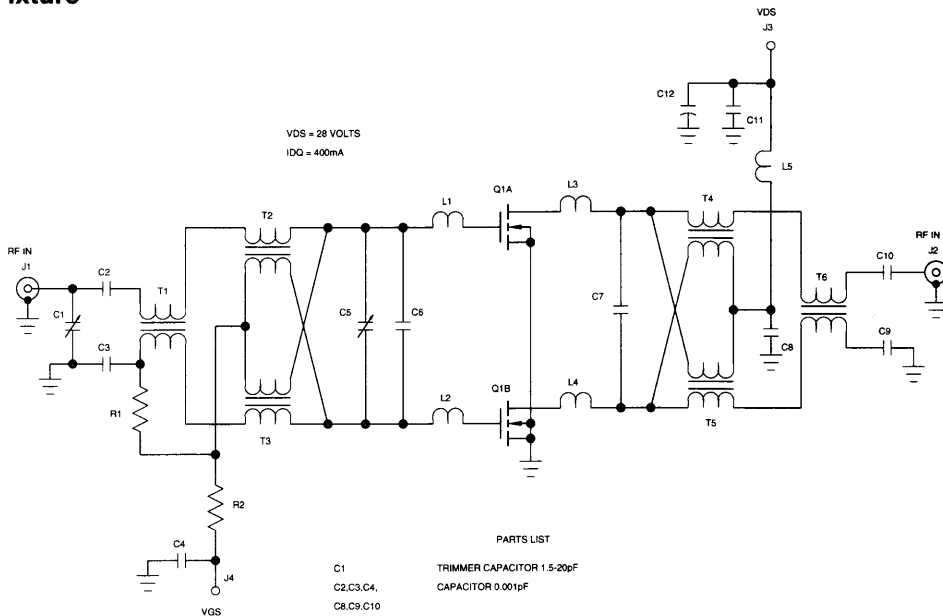 ixture
VDS
J3
C12
C11
VDS = 28 VOLTS
IDQ = 400mA
L5
Q1A
L1
L3
T2
T4
RF IN
J1
C2
T1
C1
C3
C5
C6
C7
T6
C10
RF IN
J2
C8
C9
R1
L2
Q1B
L4
T3
T5
R2
C4
J4
VGS
PARTS LIST
C1 TRIMMER CAPACITOR 1.5-20pF
C2,C3,C4, CAPACITOR 0.001pF
C8,C9,C10